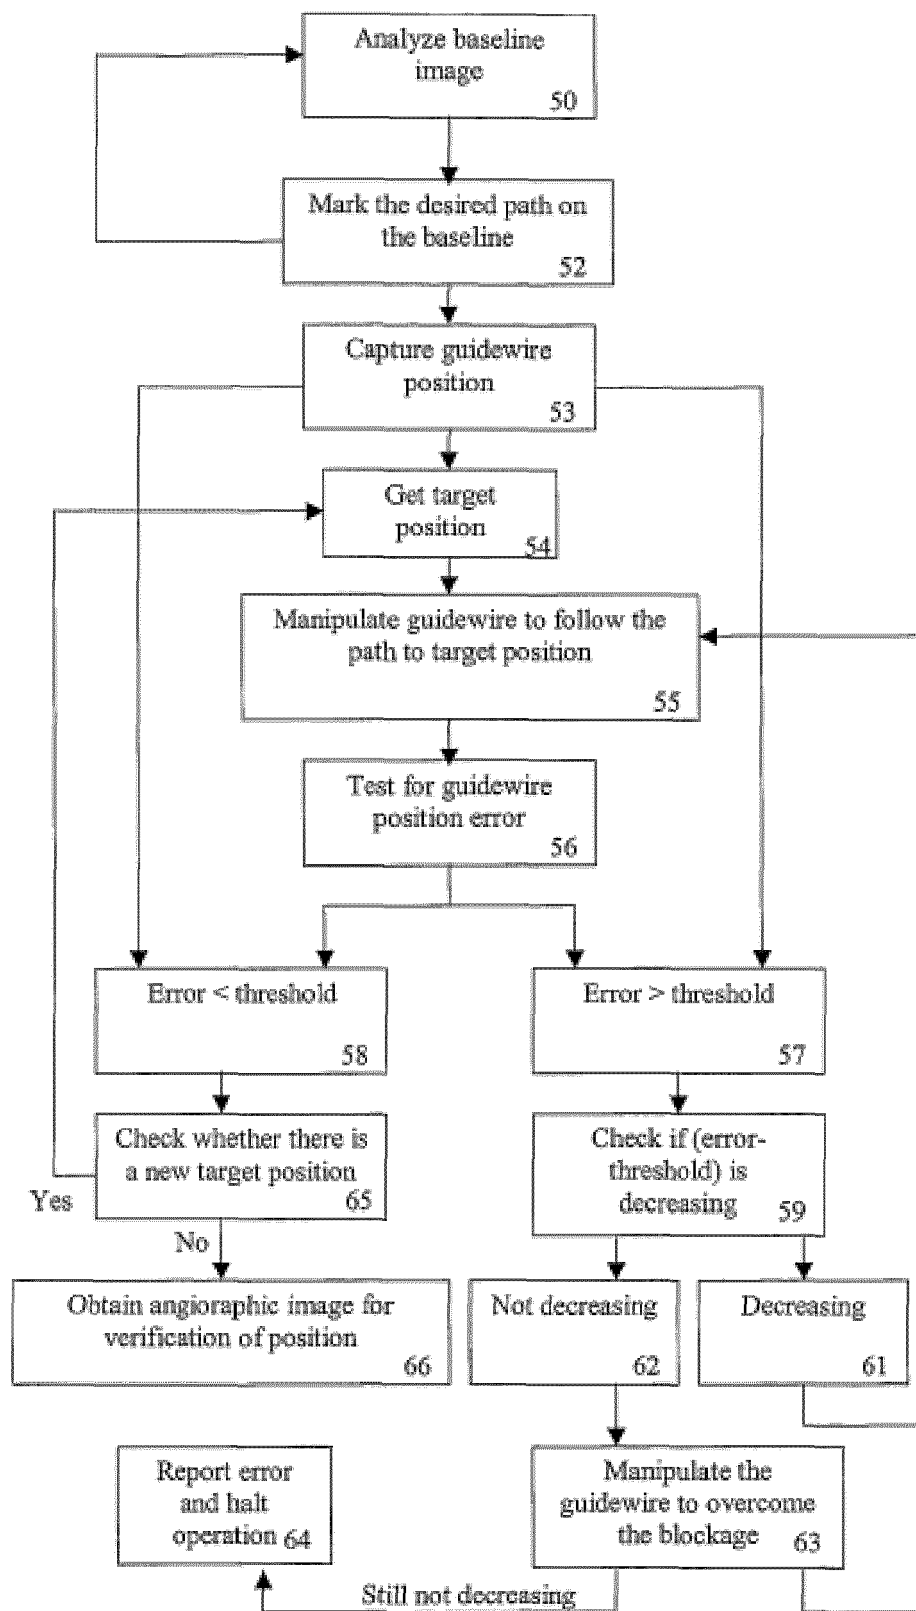 Analyze baseline
image
50
Mark the desired path on
the baseline
52
Capture guidewire
position
53
Get target
position
54
Manipulate guidewire to follow the
path to target position
55
Test for guidewire
position error
56
Error < threshold
58
Error > threshold
57
Check whether there is
a new target position
65
Yes
No
Check if (error-
threshold) is
decreasing
59
Obtain angioraphic image for
verification of position
66
Not decreasing
62
Decreasing
61
Report error
and halt
operation 64
Manipulate the
guidewire to overcome
the blockage
63
Still not decreasing